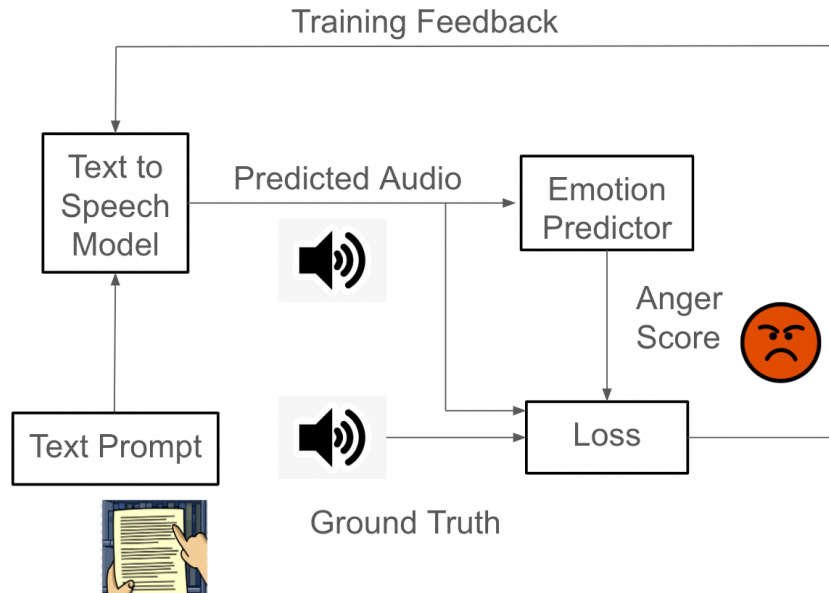 Training Feedback
Text to
Speech
Model
Predicted Audio
Emotion
Predictor
Anger
Score
Text Prompt
Loss
Ground Truth